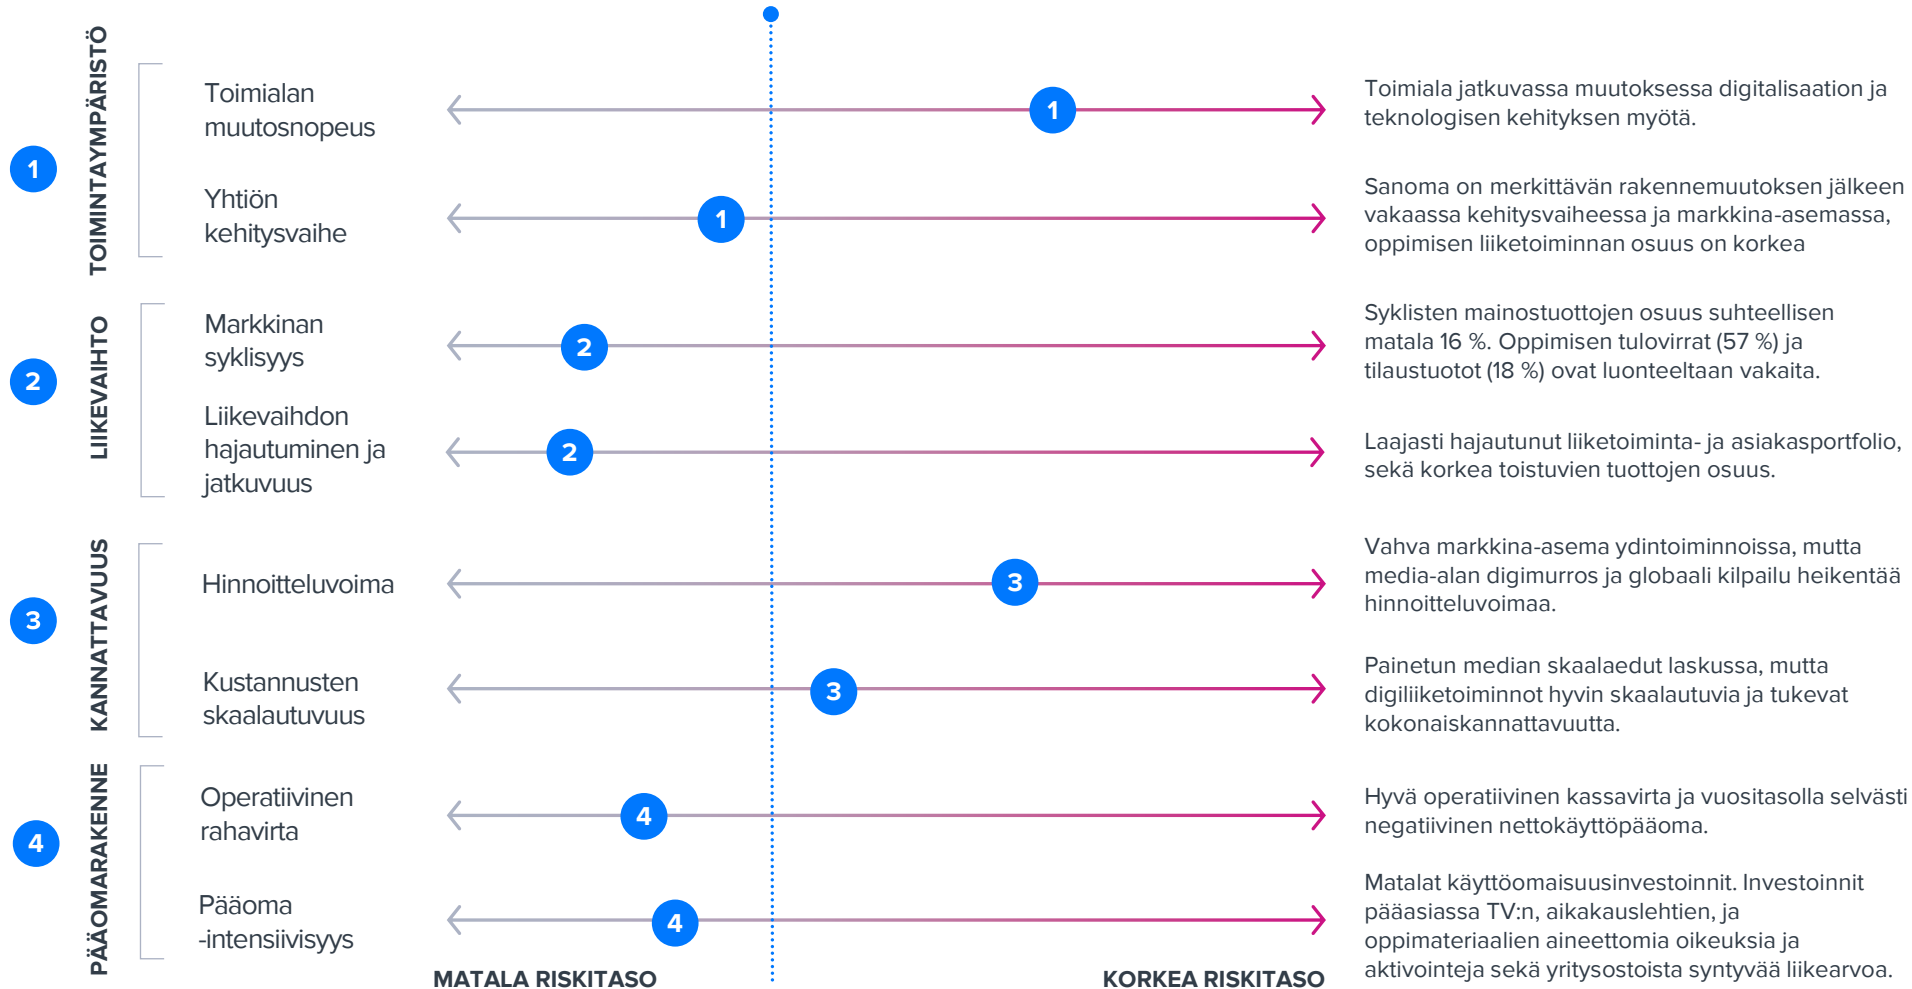 TOIMINTAYMPÄRISTÖ
1
Toimialan
muutosnopeus
1
Toimiala jatkuvassa muutoksessa digitalisaation ja
teknologisen kehityksen myötä.
Yhtiön
kehitysvaihe
1
Sanoma on merkittävän rakennemuutoksen jälkeen
vakaassa kehitysvaiheessa ja markkina-asemassa,
oppimisen liiketoiminnan osuus on korkea
LIIKEVAIHTO
2
Markkinan
syklisyys
2
Syklisten mainostuottojen osuus suhteellisen
matala 16 %. Oppimisen tulovirrat (57 %) ja
tilaustuotot (18 %) ovat luonteeltaan vakaita.
Liikevaihdon
hajautuminen ja
jatkuvuus
2
Laajasti hajautunut liiketoiminta- ja asiakasportfolio,
sekä korkea toistuvien tuottojen osuus.
KANNATTAVUUS
3
Hinnoitteluvoima
3
Vahva markkina-asema ydintoiminnoissa, mutta
media-alan digimurros ja globaali kilpailu heikentää
hinnoitteluvoimaa.
Kustannusten
skaalautuvuus
3
Painetun median skaalaedut laskussa, mutta
digiliiketoiminnot hyvin skaalautuvia ja tukevat
kokonaiskannattavuutta.
PÄÄOMARAKENNE
4
Operatiivinen
rahavirta
4
Hyvä operatiivinen kassavirta ja vuositasolla selvästi
negatiivinen nettokäyttöpääoma.
Pääoma
-intensiivisyys
4
Matalat käyttöomaisuusinvestoinnit. Investoinnit
pääasiassa TV:n, aikakauslehtien, ja
oppimateriaalien aineettomia oikeuksia ja
aktivointeja sekä yritysostoista syntyvää liikearvoa.
MATALA RISKITASO
KORKEA RISKITASO